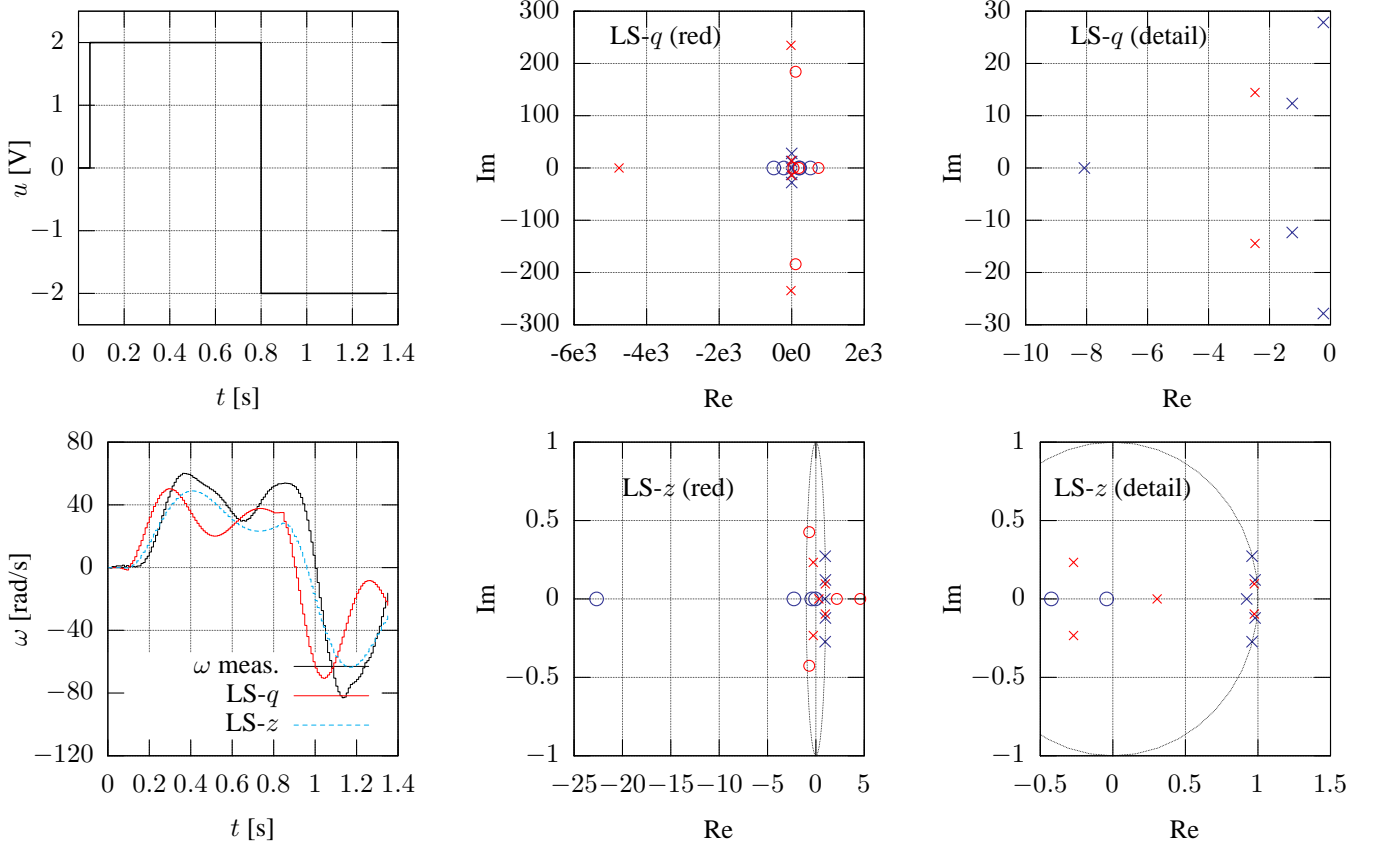 2
1
0
−1
−2
u [V]
0 0.2 0.4 0.6 0.8 1 1.2 1.4
t [s]
LS-q (red)
300
200
100
0
−100
−200
−300
Im
-6e3 -4e3 -2e3 0e0 2e3
Re
LS-q (detail)
30
20
10
0
−10
−20
−30
Im
−10 −8 −6 −4 −2 0
Re
80
40
0
−40
−80
−120
ω [rad/s]
ω meas.
LS-q
LS-z
0 0.2 0.4 0.6 0.8 1 1.2 1.4
t [s]
LS-z (red)
1
0.5
0
−0.5
−1
Im
−25 −20 −15 −10 −5 0 5
Re
LS-z (detail)
1
0.5
0
−0.5
−1
Im
−0.5 0 0.5 1 1.5
Re